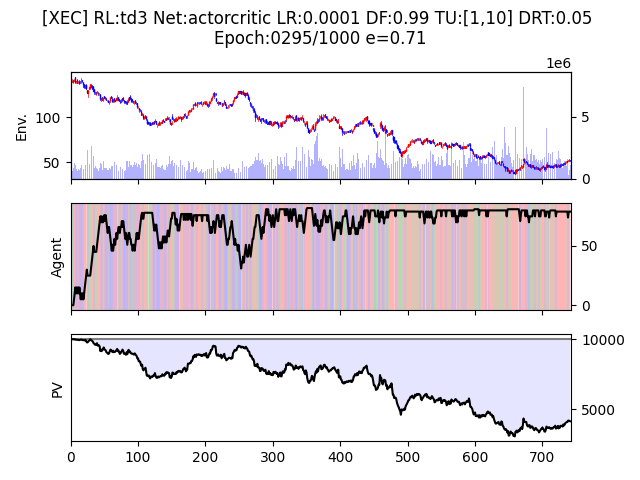 [XEC] RL:td3 Net:actorcritic LR:0.0001 DF:0.99 TU:[1,10] DRT:0.05
Epoch:0295/1000 e=0.71
1e6
Env.
100
50
5
0
Agent
50
0
PV
10000
5000
0 100 200 300 400 500 600 700